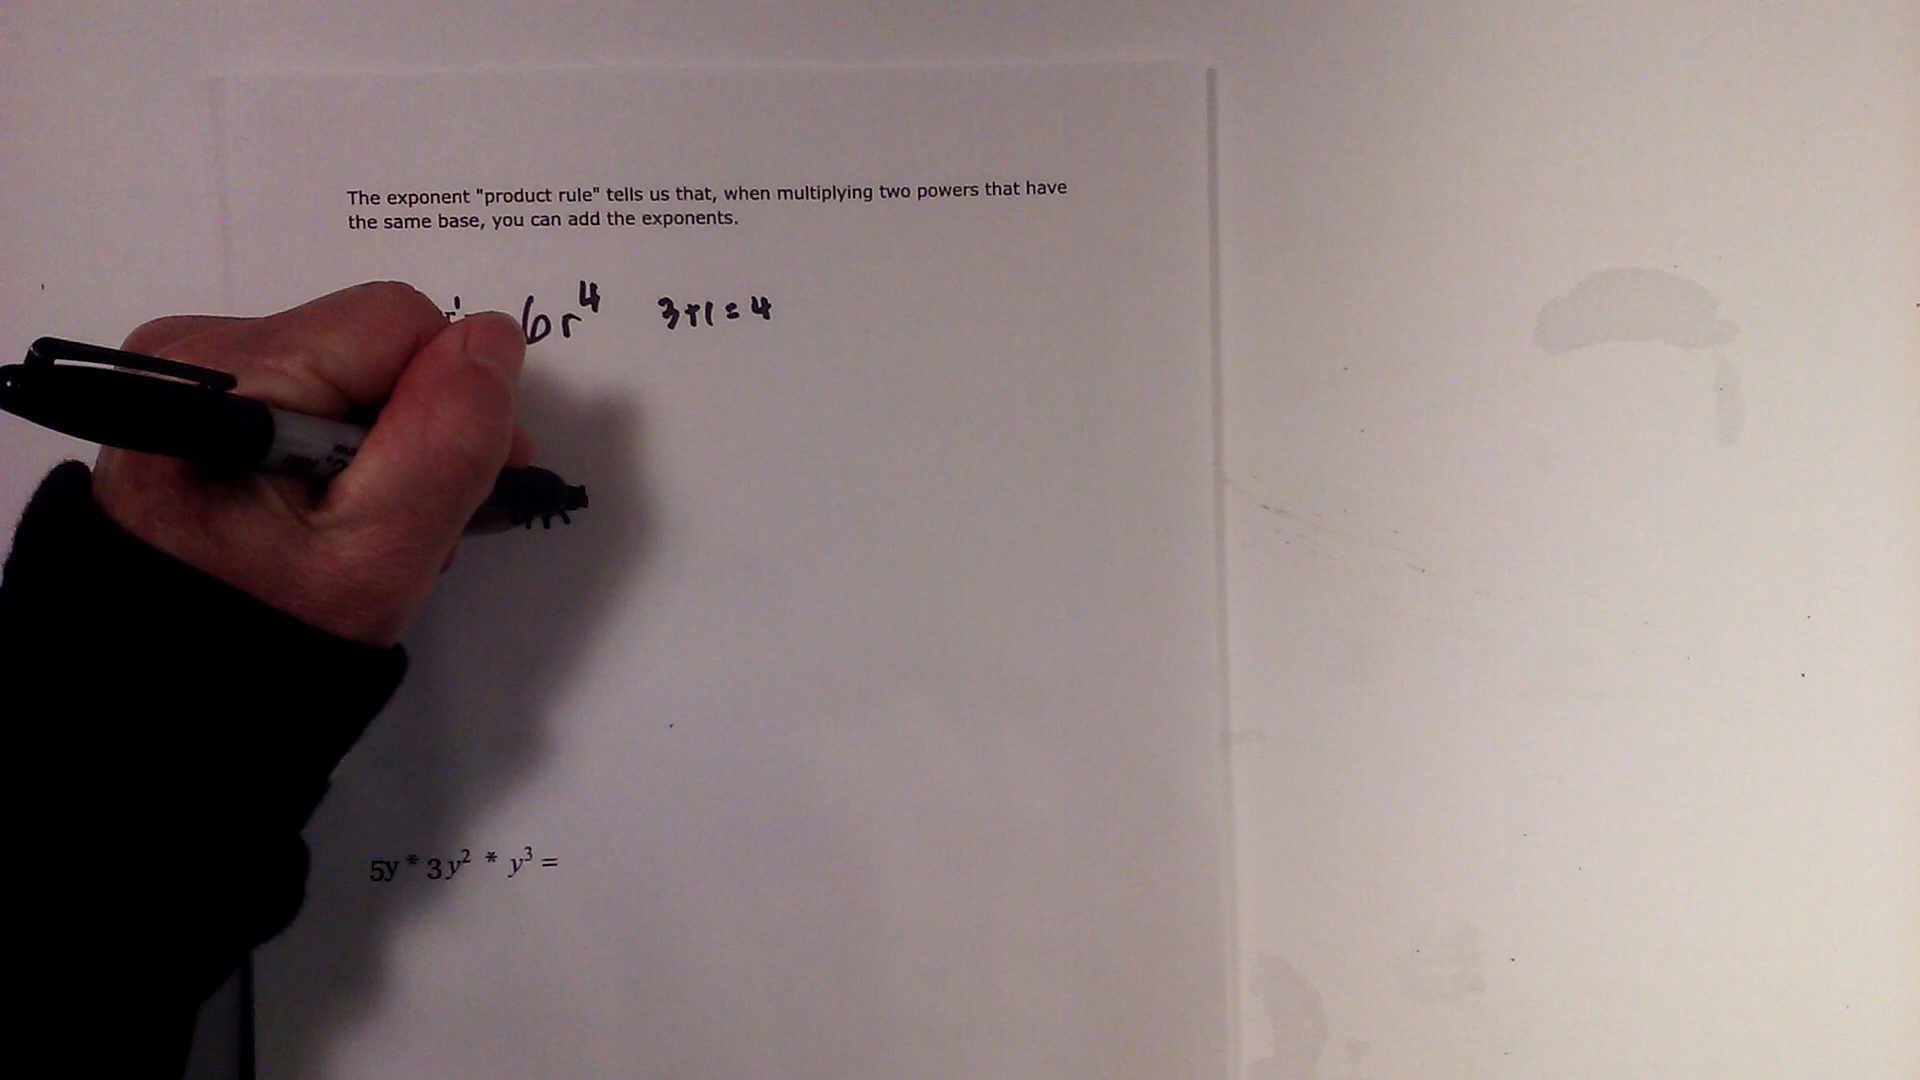 The exponent "product rule" tells us that, when multiplying two powers that have
the same base, you can add the exponents.
6r⁴ 3+1=4
5y * 3y² * y³ =